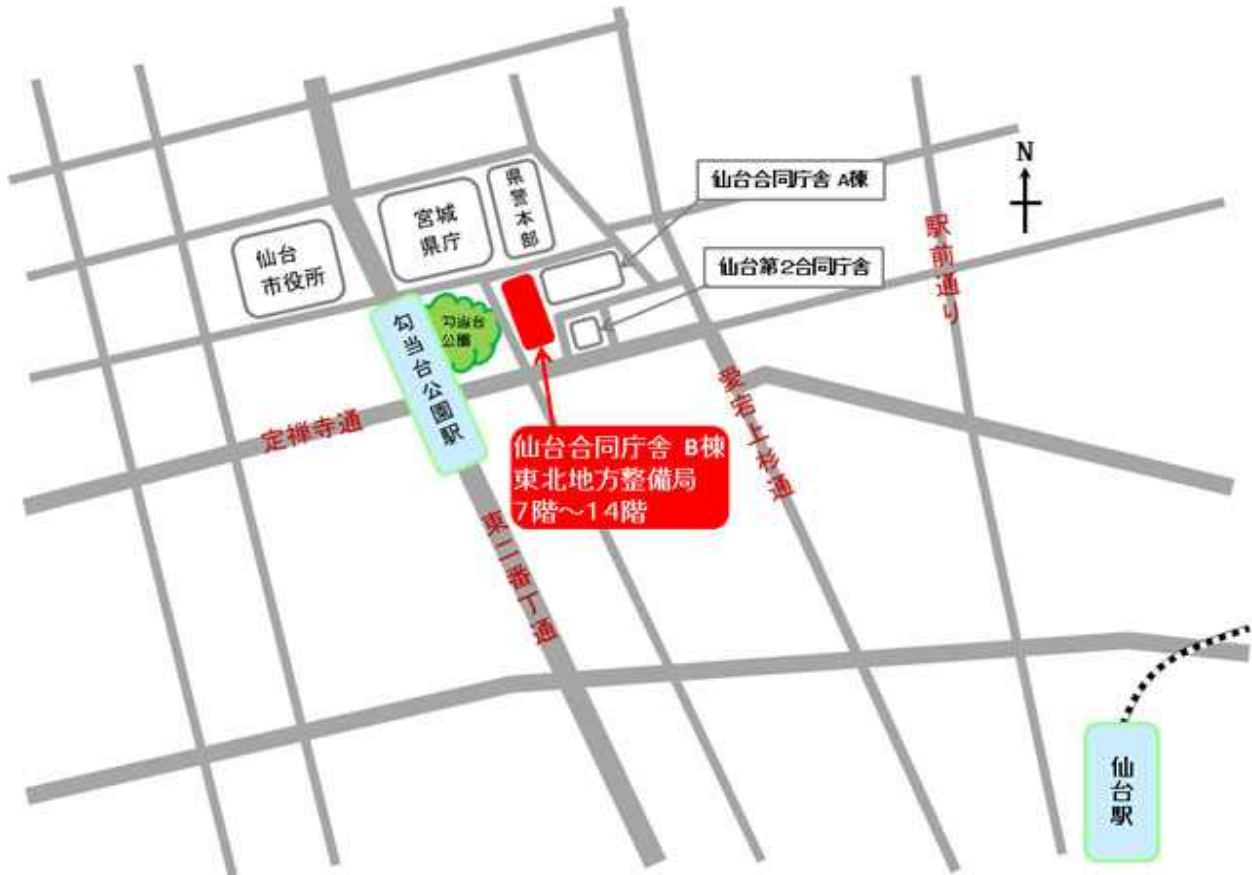 N
仙台合同庁舎 A棟
県警本部
宮城
県庁
仙台
市役所
仙台第2合同庁舎
駅前通り
勾当台
公園
勾当台公園駅
定禅寺通
愛宕上杉通
仙台合同庁舎 B棟
東北地方整備局
7階～14階
東二番丁通
仙台駅